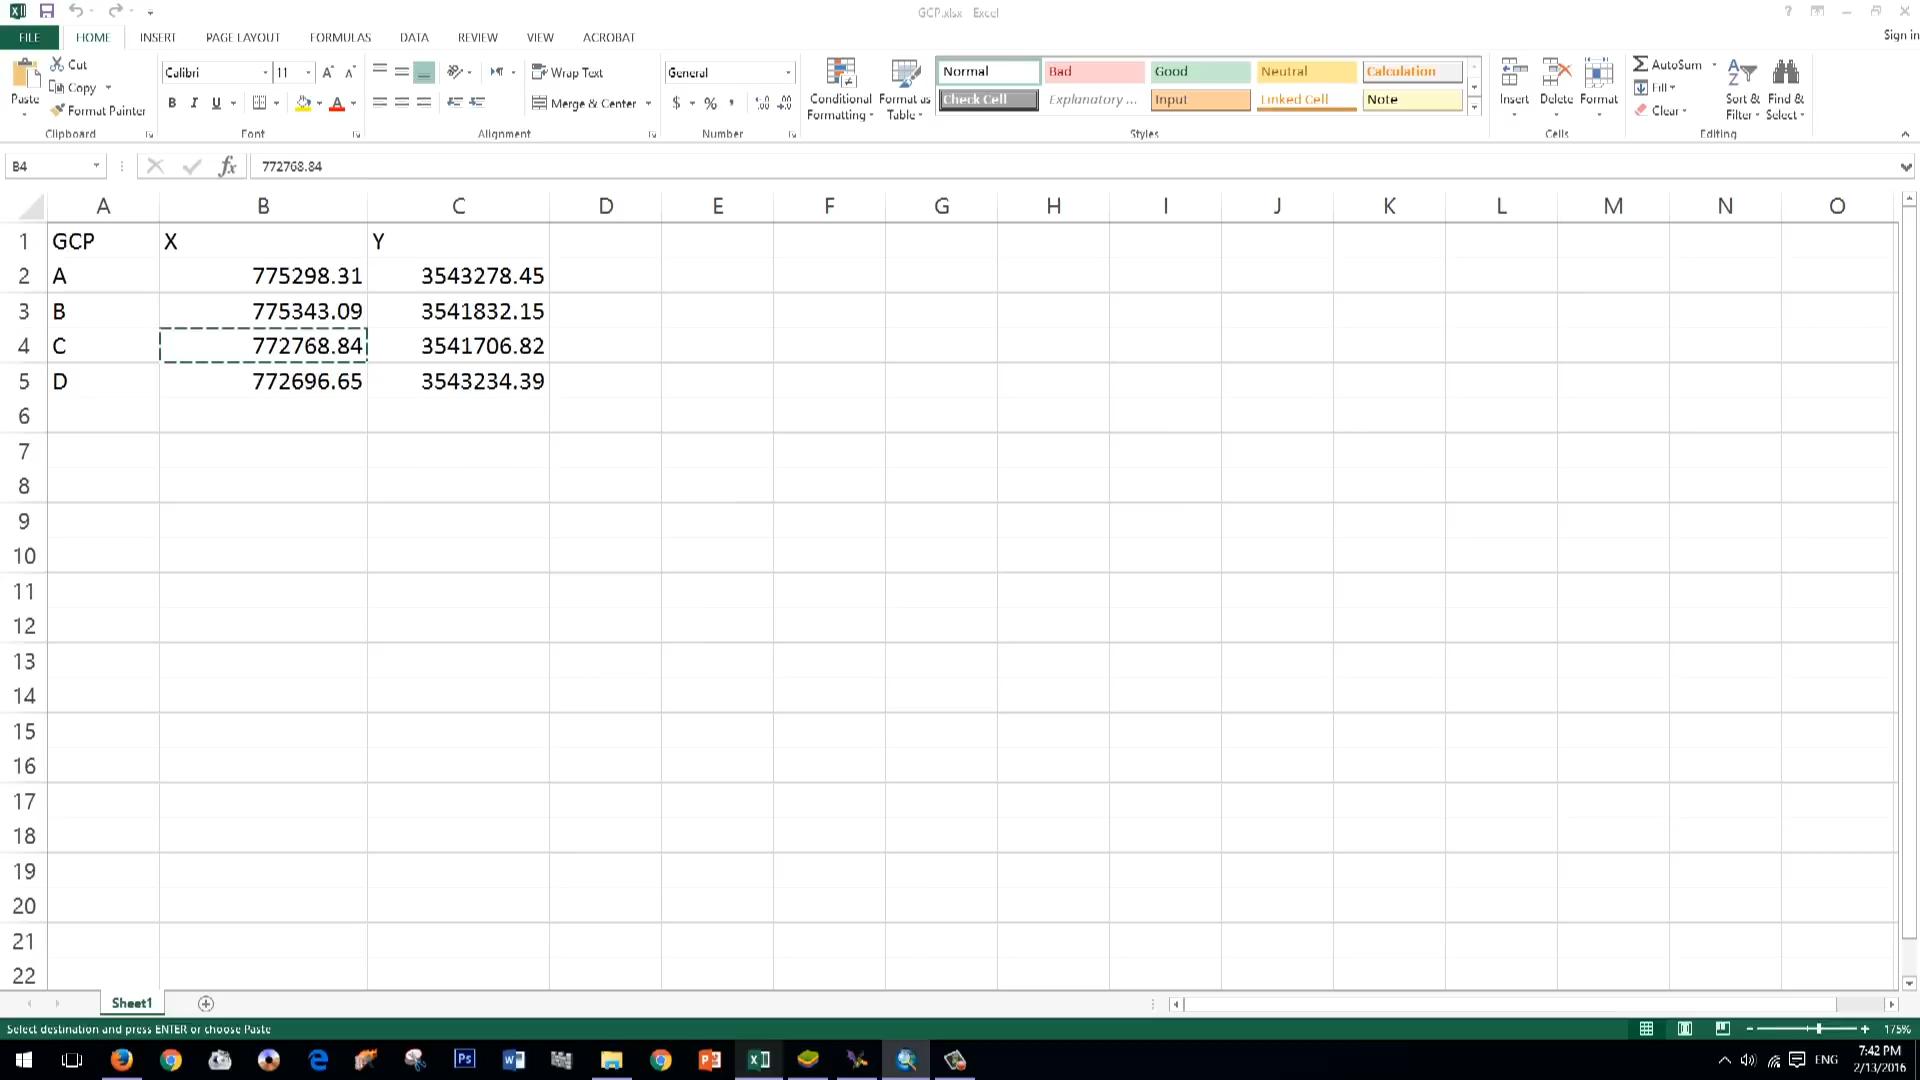 GCP.xlsx Excel
FILE HOME INSERT PAGE LAYOUT FORMULAS DATA REVIEW VIEW ACROBAT Sign in
Paste Cut Copy Format Painter Clipboard
Calibri 11 B I U A Font
Wrap Text Merge & Center Alignment
General $ % , .0 .00 Number
Conditional Formatting Format as Table
Normal Bad Good Neutral Calculation
Check Cell Explanatory ... Input Linked Cell Note
Styles
Insert Delete Format Cells
AutoSum Fill Clear Sort & Filter Find & Select Editing
B4 fx 772768.84
A B C D E F G H I J K L M N O
1 GCP X Y
2 A 775298.31 3543278.45
3 B 775343.09 3541832.15
4 C 772768.84 3541706.82
5 D 772696.65 3543234.39
6
7
8
9
10
11
12
13
14
15
16
17
18
19
20
21
22
Sheet1
Select destination and press ENTER or choose Paste 175%
ENG 7:42 PM
2/13/2016